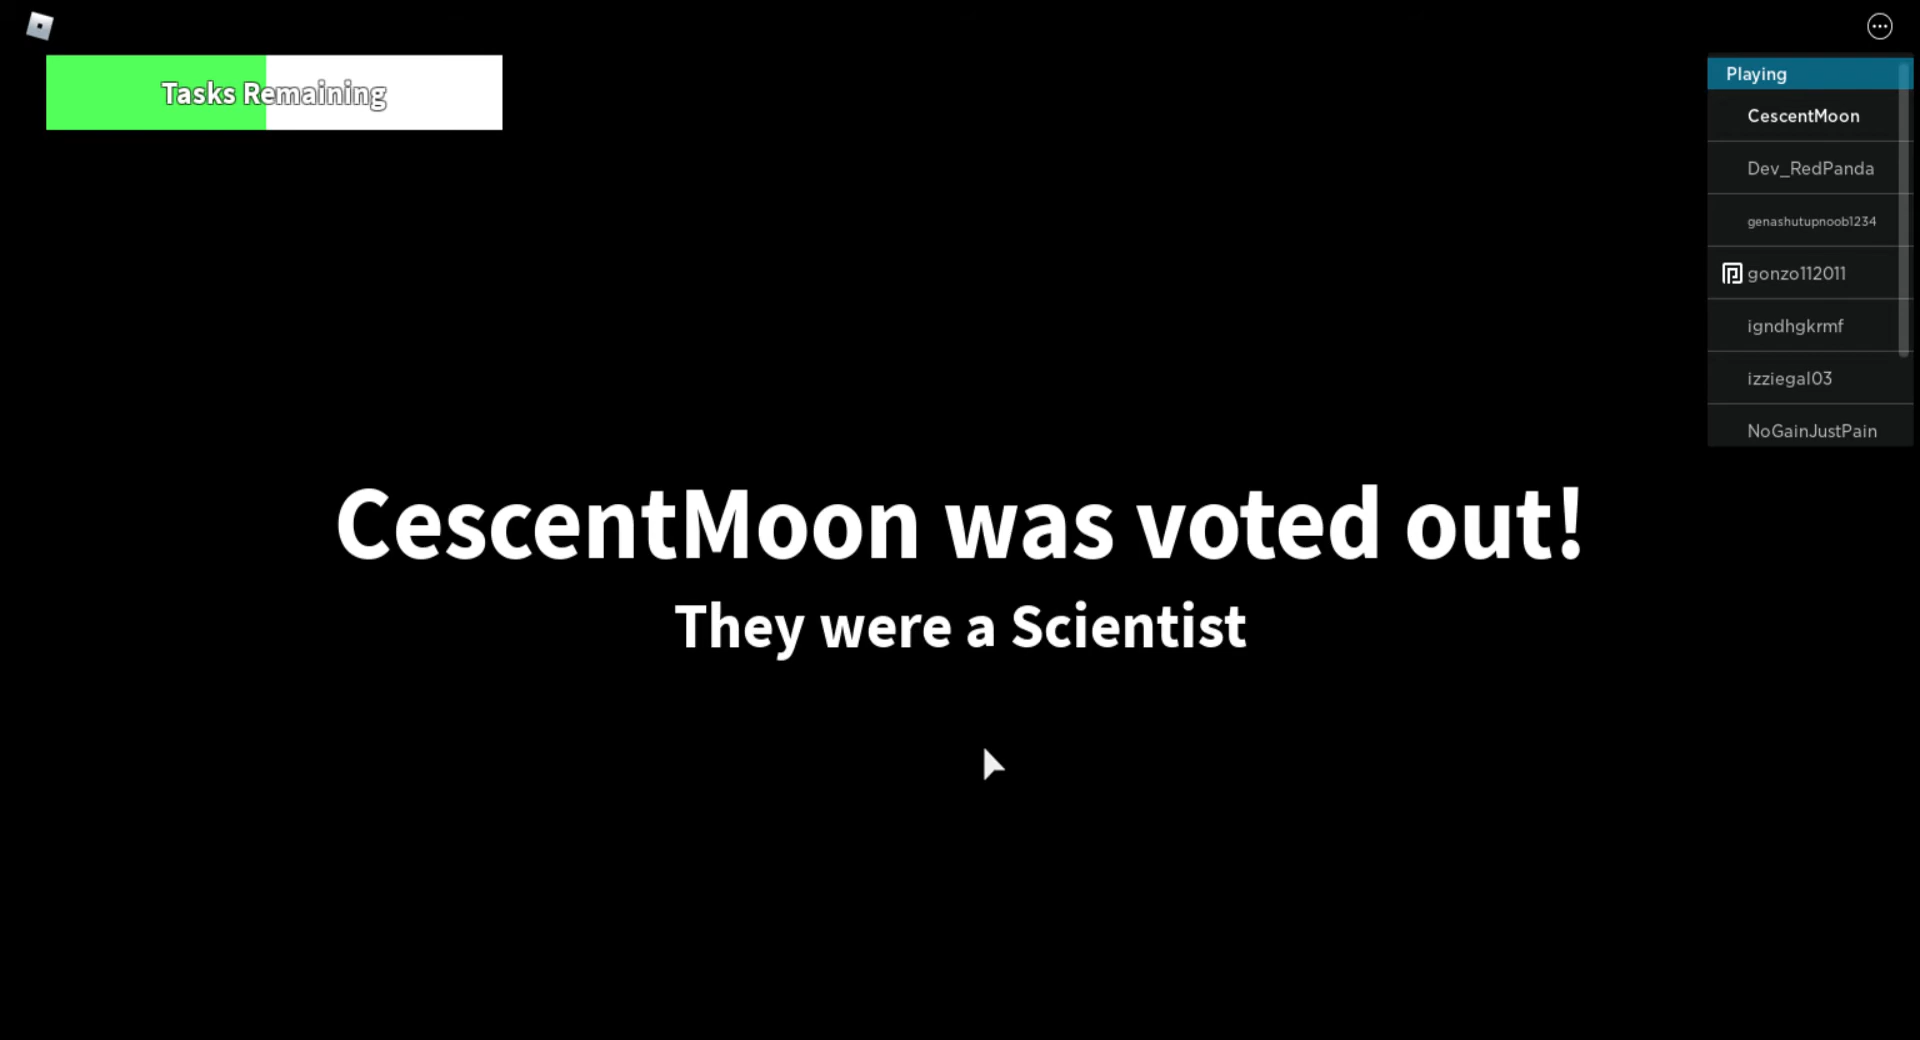 Tasks Remaining
Playing
CescentMoon
Dev_RedPanda
genashutupnoob1234
gonzo112011
igndhgkrmf
izziegal03
NoGainJustPain
CescentMoon was voted out!
They were a Scientist